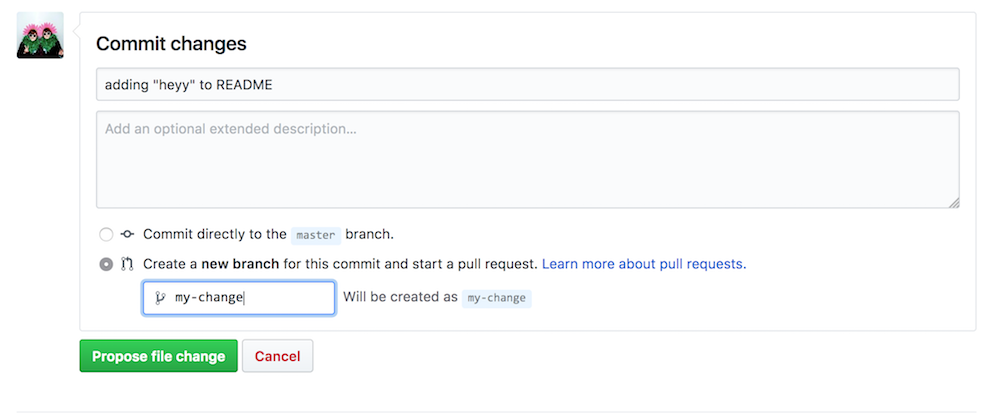 Commit changes
adding "heyy" to README
Add an optional extended description...
Commit directly to the master branch.
Create a new branch for this commit and start a pull request. Learn more about pull requests.
my-change Will be created as my-change
Propose file change Cancel